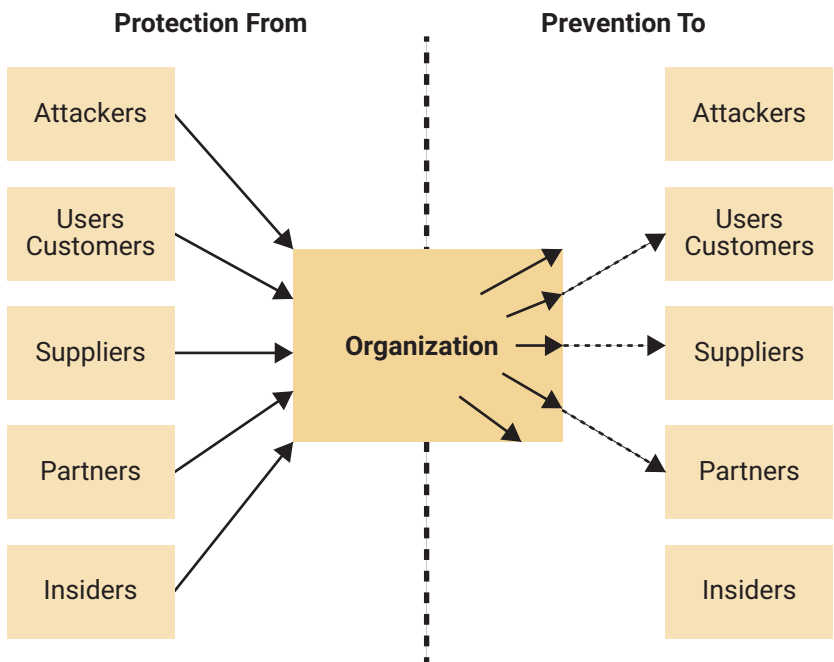 Protection From
Prevention To
Attackers
Users
Customers
Suppliers
Partners
Insiders
Organization
Attackers
Users
Customers
Suppliers
Partners
Insiders